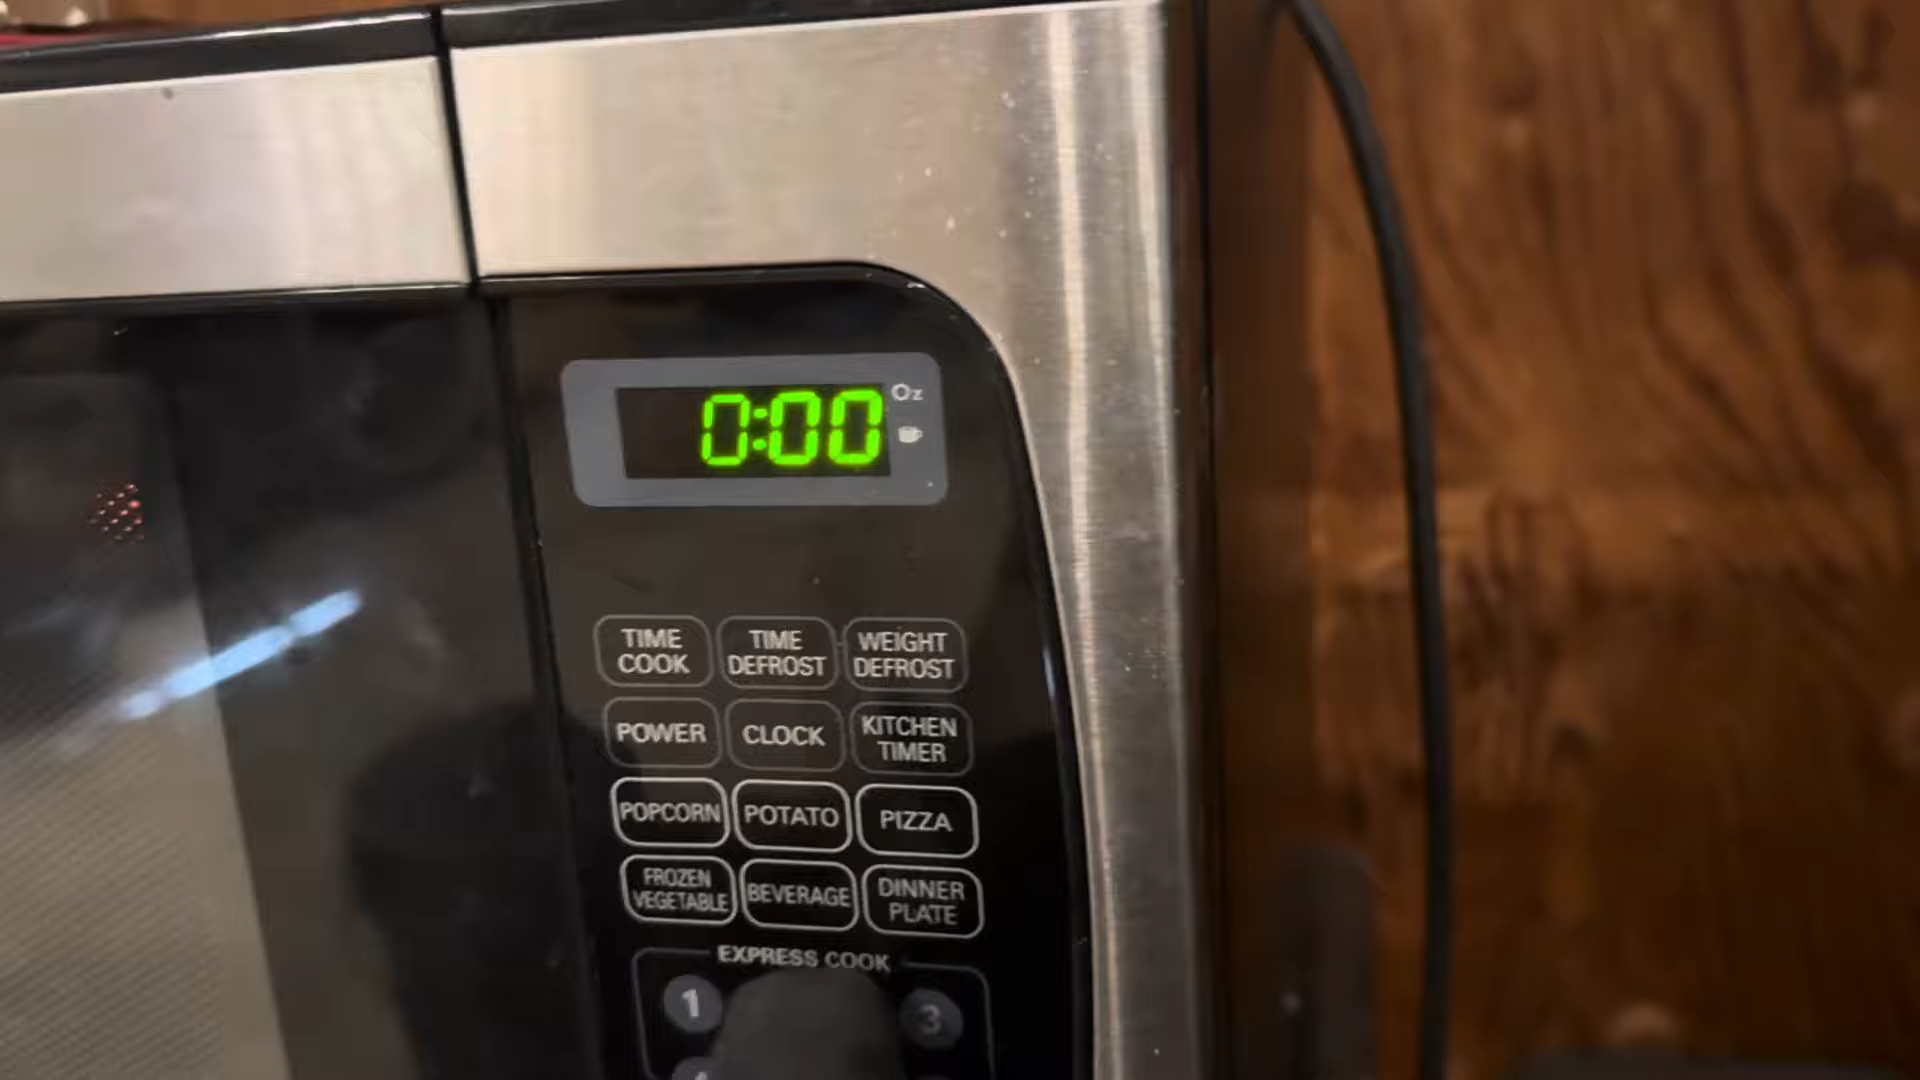 0:00
Oz
TIME COOK
TIME DEFROST
WEIGHT DEFROST
POWER
CLOCK
KITCHEN TIMER
POPCORN
POTATO
PIZZA
FROZEN VEGETABLE
BEVERAGE
DINNER PLATE
EXPRESS COOK
1
3